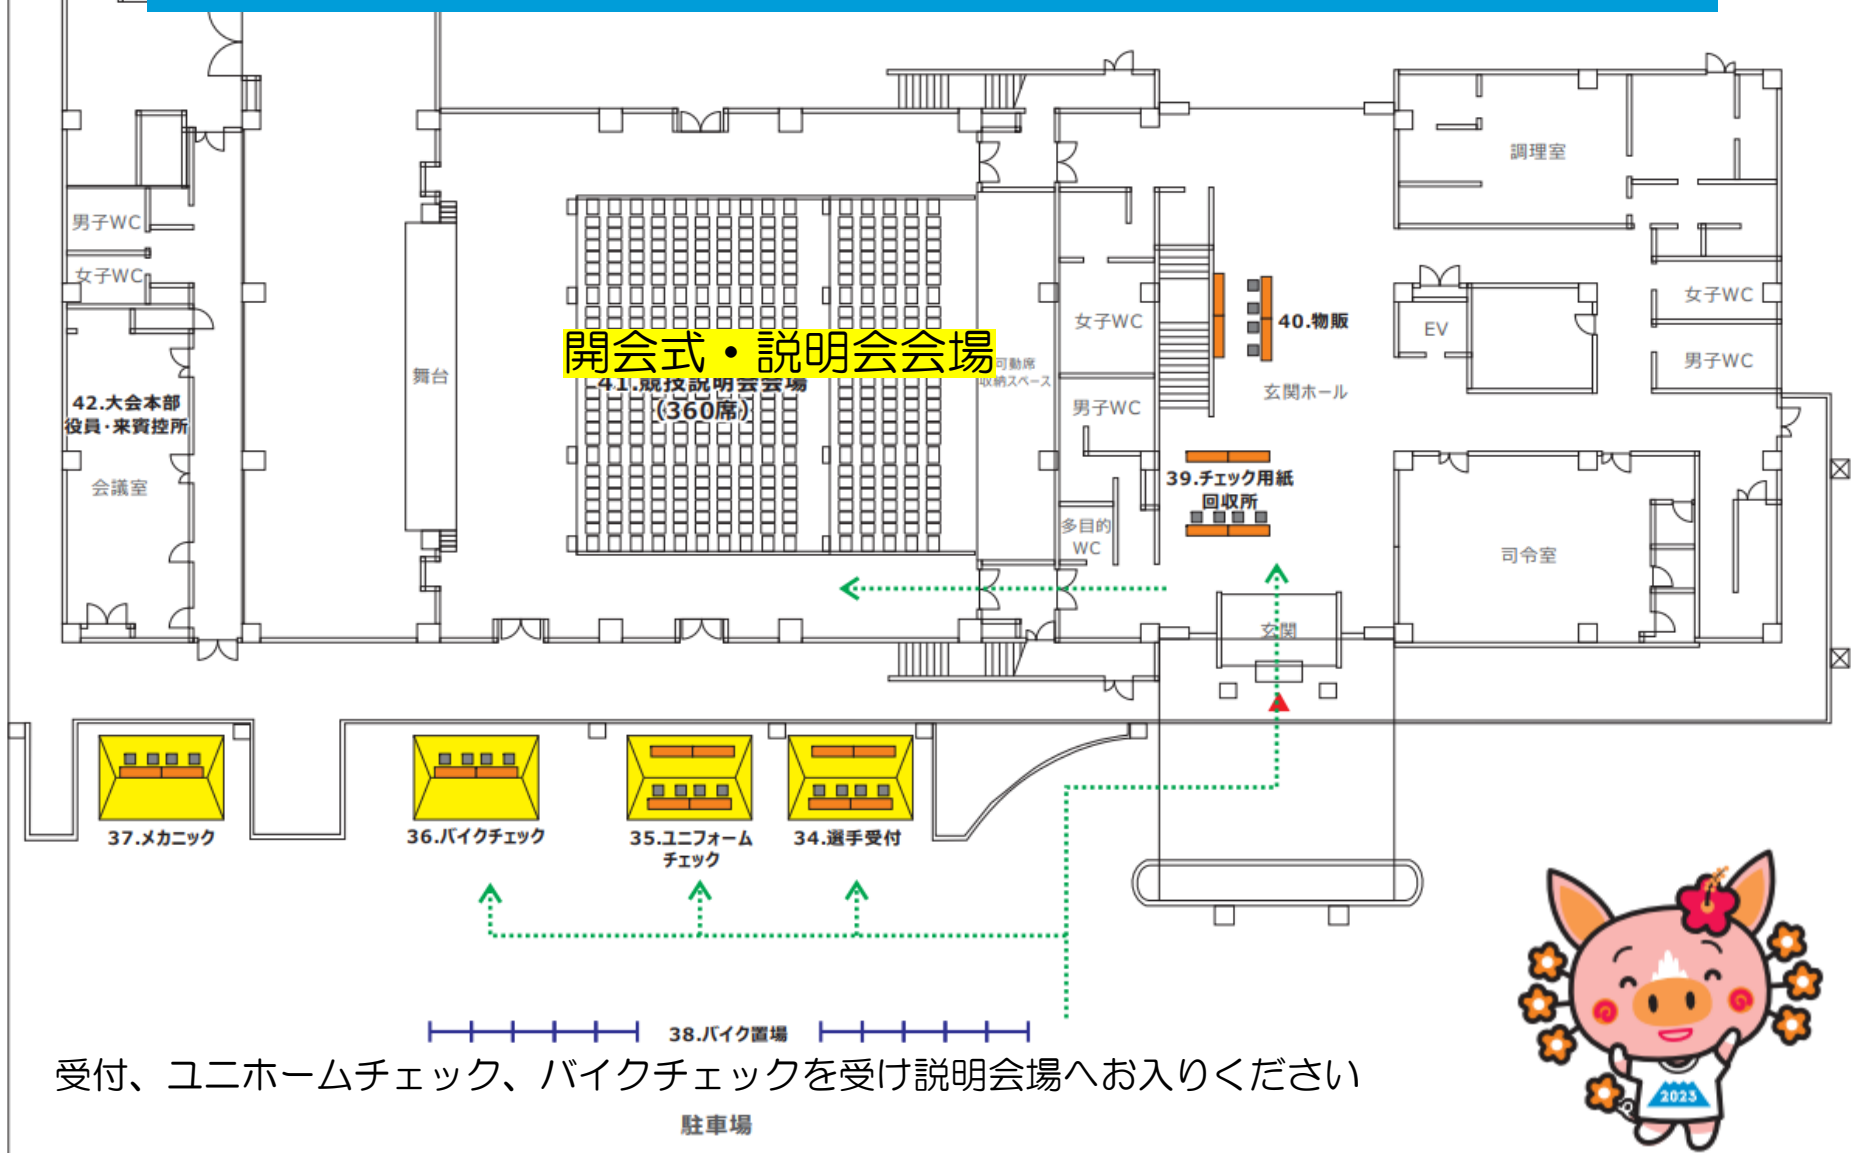 調理室
男子WC
女子WC
女子WC
女子WC
40.物販
EV
開会式・説明会会場
可動席
収納スペース
男子WC
舞台
41.競技説明会会場
(360席)
玄関ホール
42.大会本部
役員・来賓控所
男子WC
39.チェック用紙
回収所
会議室
多目的
WC
司令室
玄関
37.メカニック
36.バイクチェック
35.ユニフォーム
チェック
34.選手受付
38.バイク置場
受付、ユニホームチェック、バイクチェックを受け説明会場へお入りください
2023
駐車場